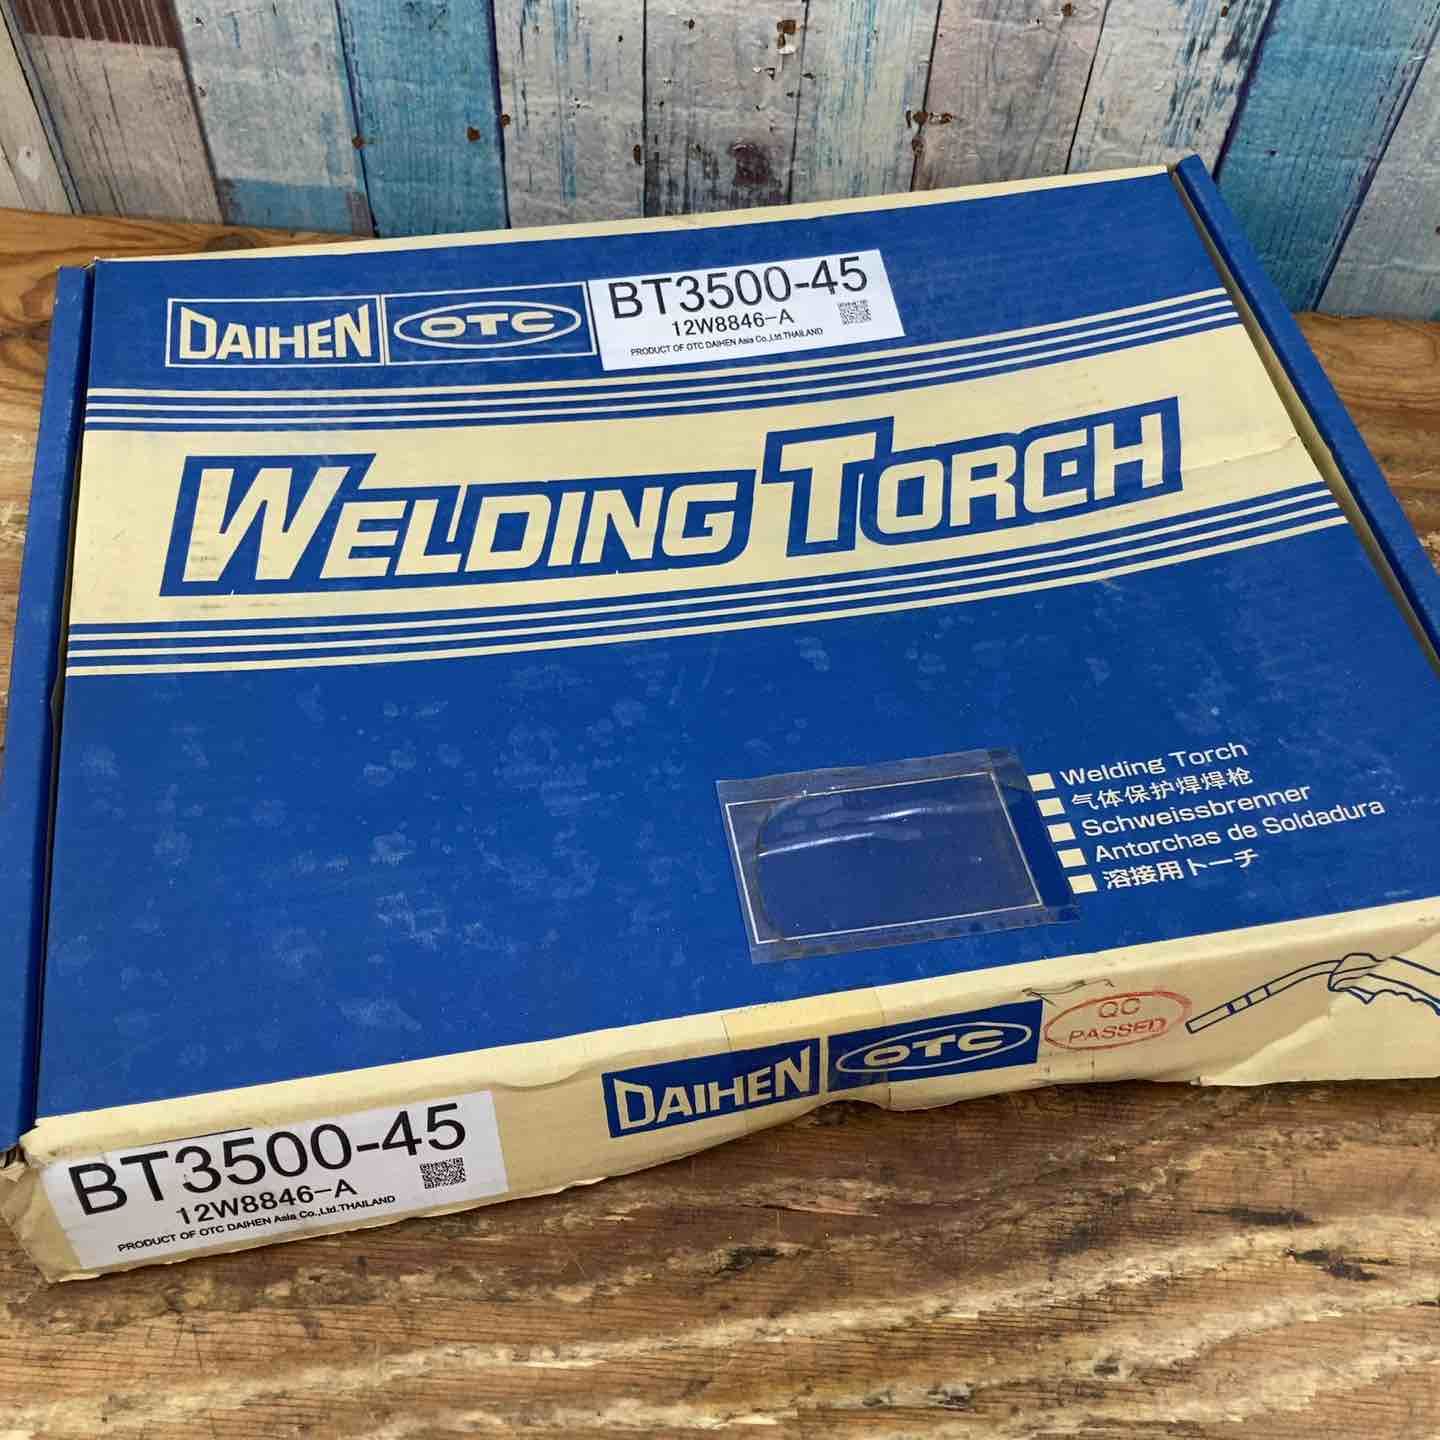 DAIHEN OTC
BT3500-45
12W8846-A
PRODUCT OF OTC DAIHEN Asia Co.,Ltd.THAILAND
WELDING TORCH
Welding Torch
气体保护焊焊枪
Schweissbrenner
Antorchas de Soldadura
溶接用トーチ
DAIHEN OTC
QC
PASSED
BT3500-45
12W8846-A
PRODUCT OF OTC DAIHEN Asia Co.,Ltd.THAILAND